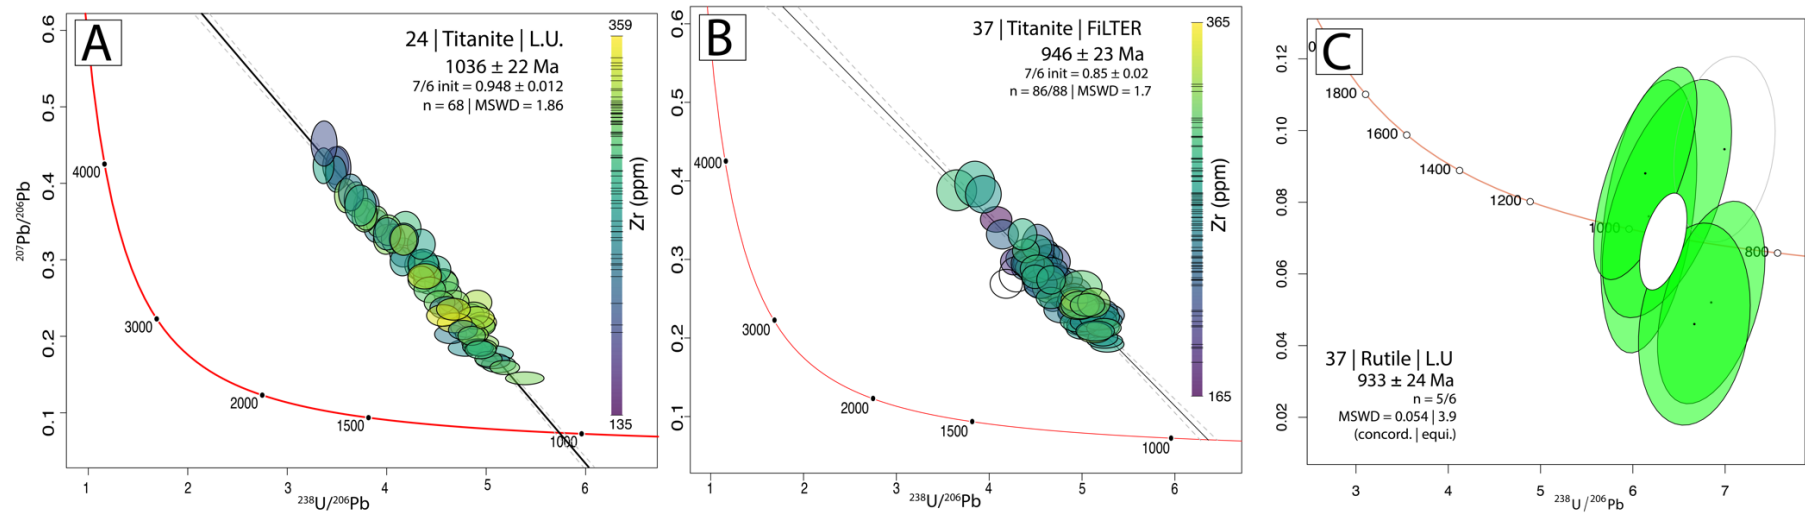 A
24 | Titanite | L.U.
1036 ± 22 Ma
7/6 init = 0.948 ± 0.012
n = 68 | MSWD = 1.86
359
Zr (ppm)
135
0.6
0.5
0.4
0.3
0.2
0.1
207Pb/206Pb
4000
3000
2000
1500
1000
1 2 3 4 5 6
238U/206Pb
B
37 | Titanite | FiLTER
946 ± 23 Ma
7/6 init = 0.85 ± 0.02
n = 86/88 | MSWD = 1.7
365
Zr (ppm)
165
0.6
0.5
0.4
0.3
0.2
0.1
4000
3000
2000
1500
1000
1 2 3 4 5 6
238U/206Pb
C
0
0.12
0.10
0.08
0.06
0.04
0.02
1800
1600
1400
1200
1000
800
37 | Rutile | L.U
933 ± 24 Ma
n = 5/6
MSWD = 0.054 | 3.9
(concord. | equi.)
3 4 5 6 7
238U/206Pb